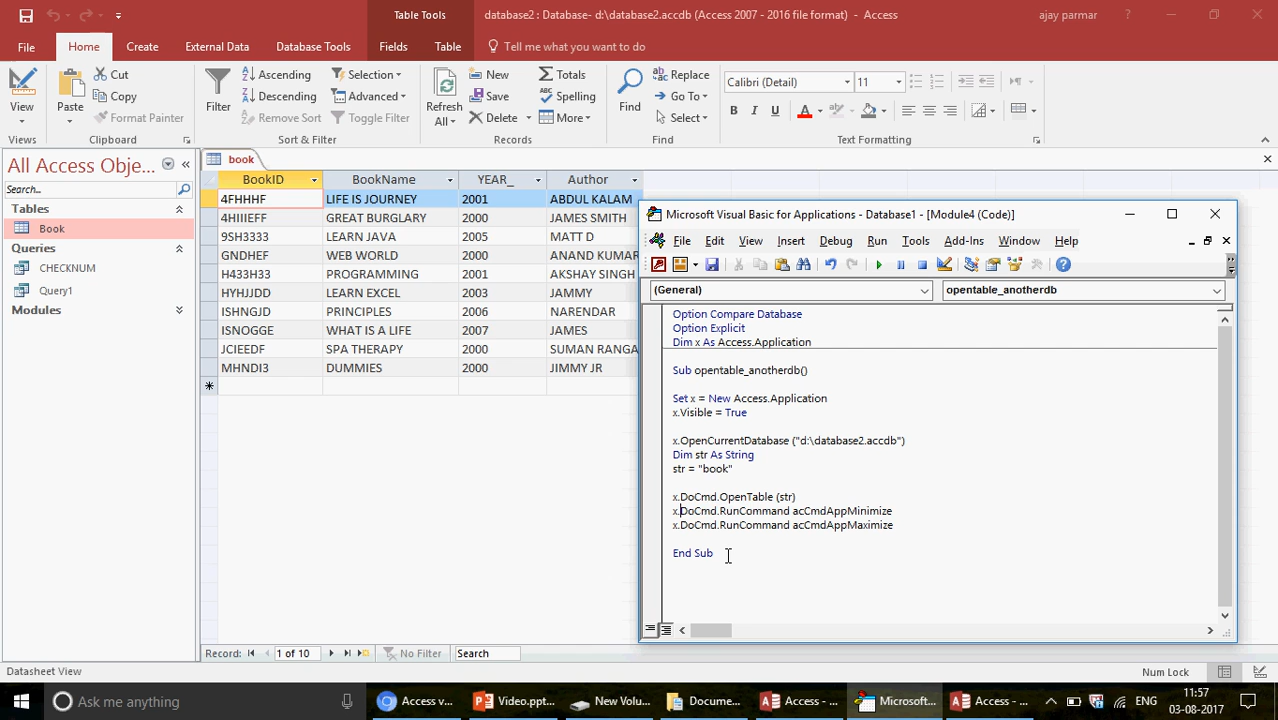 Table Tools
database2 : Database- d:\database2.accdb (Access 2007 - 2016 file format) - Access
ajay parmar
?
File
Home
Create
External Data
Database Tools
Fields
Table
Tell me what you want to do
View
Views
Paste
Cut
Copy
Format Painter
Clipboard
Filter
Ascending
Descending
Remove Sort
Selection
Advanced
Toggle Filter
Sort & Filter
Refresh
All
New
Save
Delete
Totals
Spelling
More
Records
Find
Replace
Go To
Select
Find
Calibri (Detail)
11
B I U A
Text Formatting
All Access Obje...
Search...
Tables
Book
Queries
CHECKNUM
Query1
Modules
book
BookID BookName YEAR_ Author
4FHHHF LIFE IS JOURNEY 2001 ABDUL KALAM
4HIIIEFF GREAT BURGLARY 2000 JAMES SMITH
9SH3333 LEARN JAVA 2005 MATT D
GNDHEF WEB WORLD 2000 ANAND KUMAR
H433H33 PROGRAMMING 2001 AKSHAY SINGH
HYHJJDD LEARN EXCEL 2003 JAMMY
ISHNGJD PRINCIPLES 2006 NARENDAR
ISNOGGE WHAT IS A LIFE 2007 JAMES
JCIEEDF SPA THERAPY 2000 SUMAN RANGA
MHNDI3 DUMMIES 2000 JIMMY JR
Record: 1 of 10 No Filter Search
Datasheet View
Num Lock
Microsoft Visual Basic for Applications - Database1 - [Module4 (Code)]
File Edit View Insert Debug Run Tools Add-Ins Window Help
(General)
opentable_anotherdb
Option Compare Database
Option Explicit
Dim x As Access.Application
Sub opentable_anotherdb()
Set x = New Access.Application
x.Visible = True
x.OpenCurrentDatabase ("d:\database2.accdb")
Dim str As String
str = "book"
x.DoCmd.OpenTable (str)
x.DoCmd.RunCommand acCmdAppMinimize
x.DoCmd.RunCommand acCmdAppMaximize
End Sub
Ask me anything
Access v...
Video.ppt...
New Volu...
Docume...
Access - ...
Microsoft...
Access - ...
ENG
11:57
03-08-2017